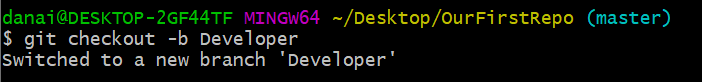 danai@DESKTOP-2GF44TF MINGW64 ~/Desktop/OurFirstRepo (master)
$ git checkout -b Developer
Switched to a new branch 'Developer'